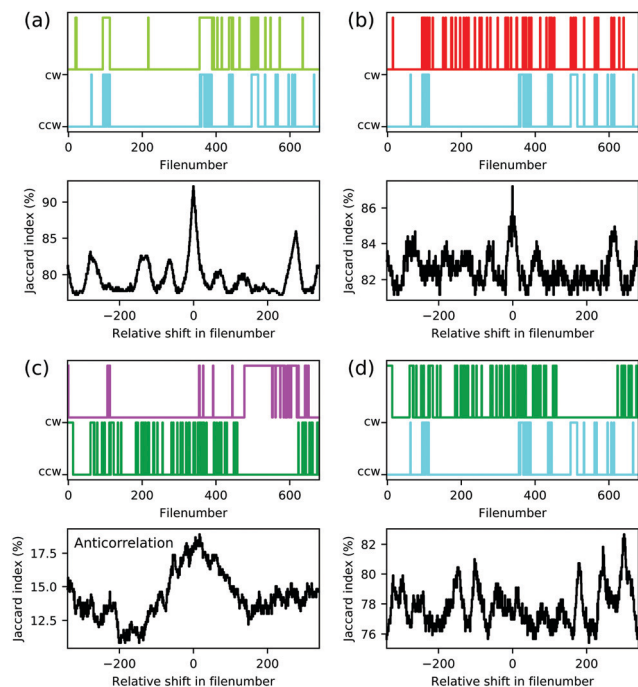 (a)
CW
CCW
0 200 400 600
Filenumber
Jaccard index (%)
90
85
80
−200 0 200
Relative shift in filenumber
(b)
CW
CCW
0 200 400 600
Filenumber
Jaccard index (%)
86
84
82
−200 0 200
Relative shift in filenumber
(c)
CW
CCW
0 200 400 600
Filenumber
Anticorrelation
Jaccard index (%)
17.5
15.0
12.5
−200 0 200
Relative shift in filenumber
(d)
CW
CCW
0 200 400 600
Filenumber
Jaccard index (%)
82
80
78
76
−200 0 200
Relative shift in filenumber